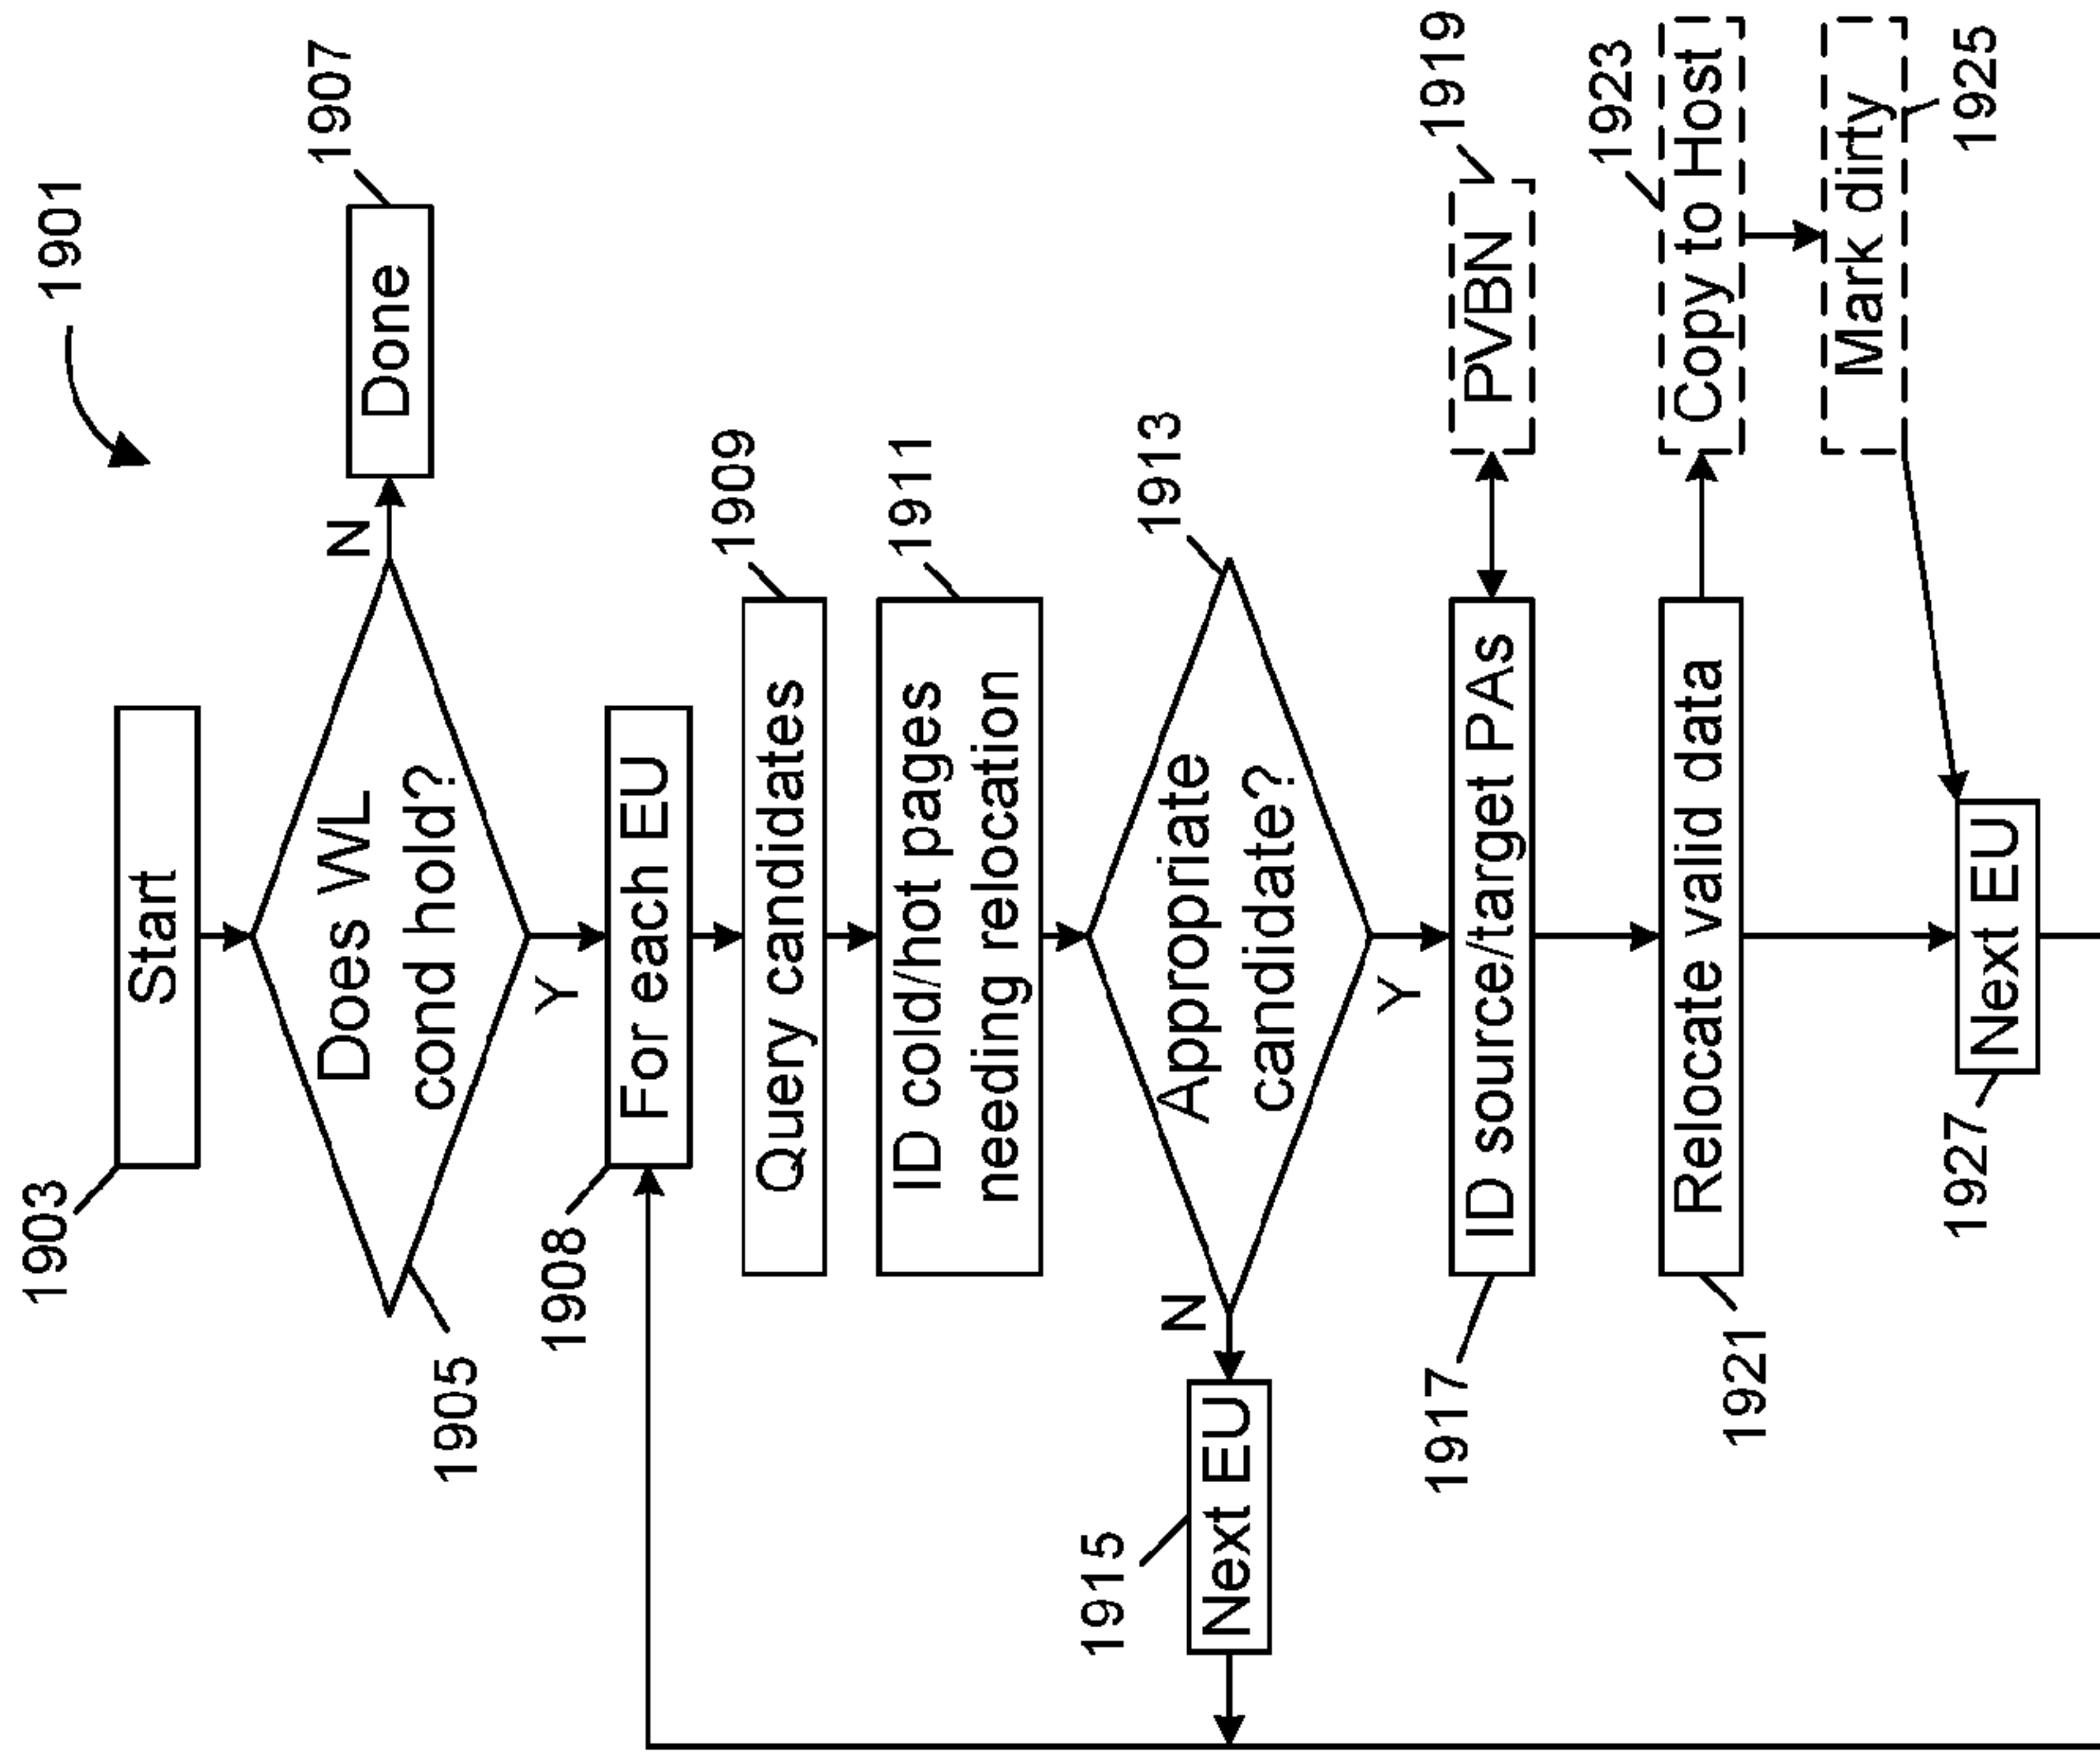 1901
1903
Start
1905
Does WL
cond hold?
N
1907
Done
Y
1908
For each EU
1909
Query candidates
1911
ID cold/hot pages
needing relocation
1913
Appropriate
candidate?
N
1915
Next EU
Y
1917
ID source/target PAs
1919
PVBN
1921
Relocate valid data
1923
Copy to Host
1925
Mark dirty
1927
Next EU